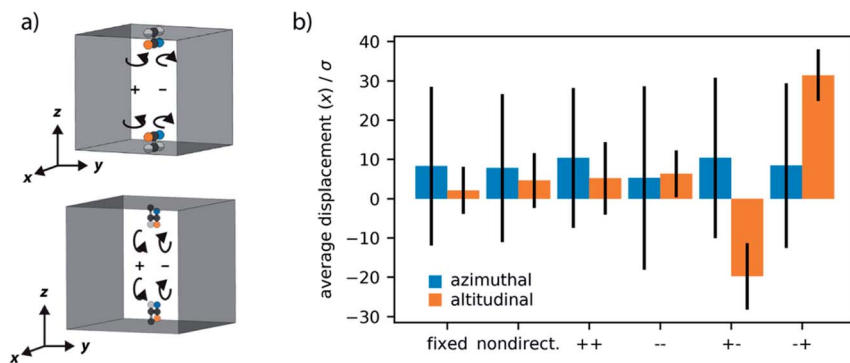 a)
+ −
z
x
y
+ −
z
x
y
b)
average displacement (x) / σ
40
30
20
10
0
−10
−20
−30
azimuthal
altitudinal
fixed nondirect. ++ -- +- -+